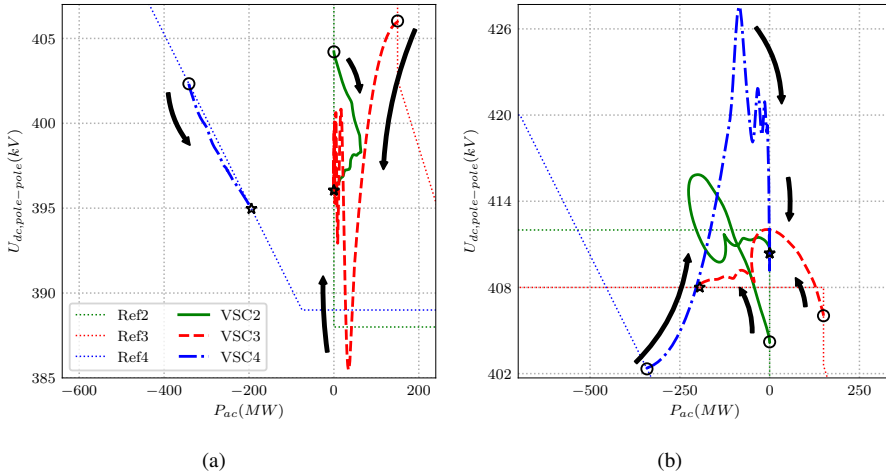 405
400
395
390
385
U_{dc,pole−pole}(kV)
−600 −400 −200 0 200
P_{ac}(MW)
Ref2 VSC2
Ref3 VSC3
Ref4 VSC4
(a)
426
420
414
408
402
U_{dc,pole−pole}(kV)
−500 −250 0 250
P_{ac}(MW)
(b)